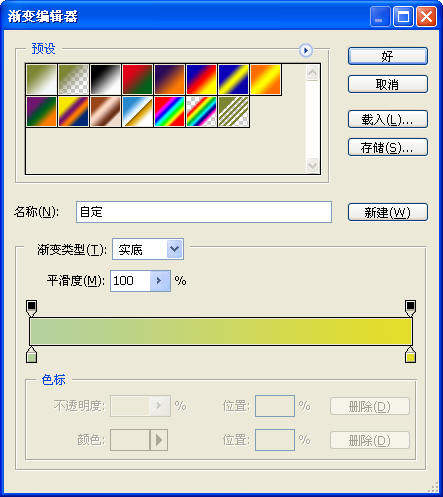 渐变编辑器
预设
好
取消
载入(L)...
存储(S)...
名称(N): 自定 新建(W)
渐变类型(T): 实底
平滑度(M): 100 %
色标
不透明度: % 位置: % 删除(D)
颜色: 位置: % 删除(D)